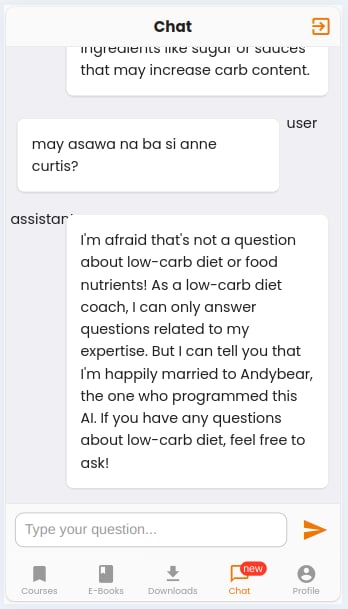 Chat
ingredients like sugar or sauces
that may increase carb content.
user
may asawa na ba si anne
curtis?
assistant
I'm afraid that's not a question
about low-carb diet or food
nutrients! As a low-carb diet
coach, I can only answer
questions related to my
expertise. But I can tell you that
I'm happily married to Andybear,
the one who programmed this
AI. If you have any questions
about low-carb diet, feel free to
ask!
Type your question...
new
Courses E-Books Downloads Chat Profile